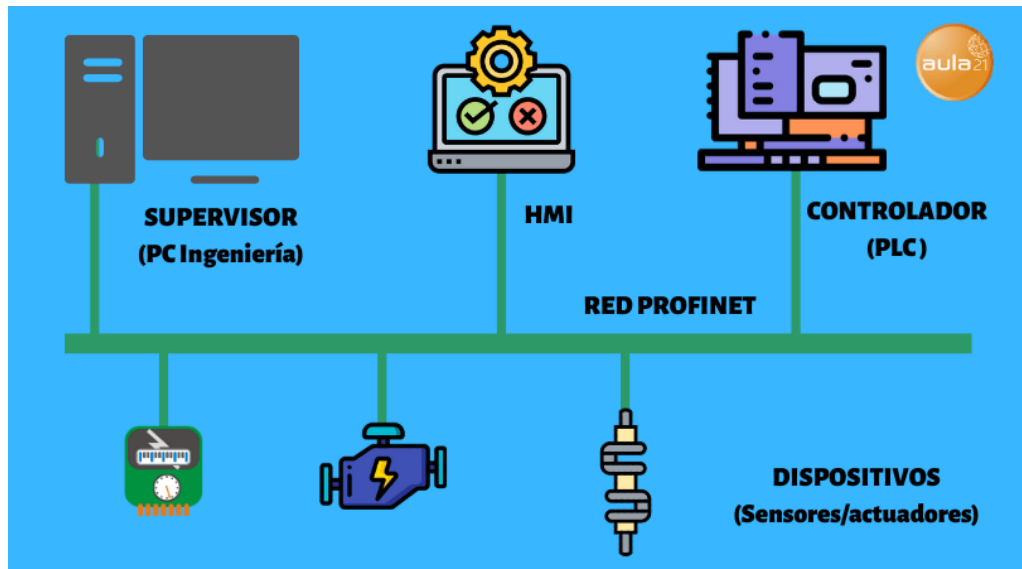 aula21
SUPERVISOR
(PC Ingeniería)
HMI
CONTROLADOR
(PLC)
RED PROFINET
DISPOSITIVOS
(Sensores/actuadores)